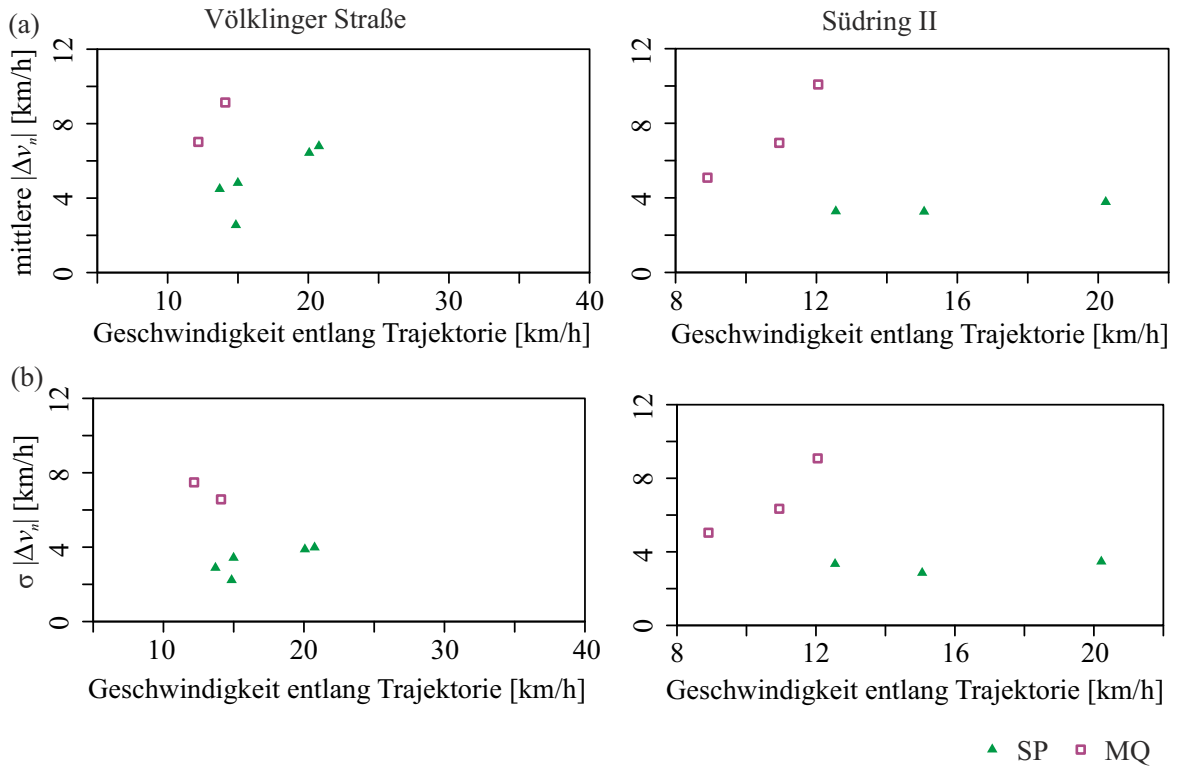 (a)
Völklinger Straße
Südring II
mittlere |Δvₙ| [km/h]
0 4 8 12
10 20 30 40
Geschwindigkeit entlang Trajektorie [km/h]
0 4 8 12
8 12 16 20
Geschwindigkeit entlang Trajektorie [km/h]
(b)
σ |Δvₙ| [km/h]
0 4 8 12
10 20 30 40
Geschwindigkeit entlang Trajektorie [km/h]
0 4 8 12
8 12 16 20
Geschwindigkeit entlang Trajektorie [km/h]
SP MQ